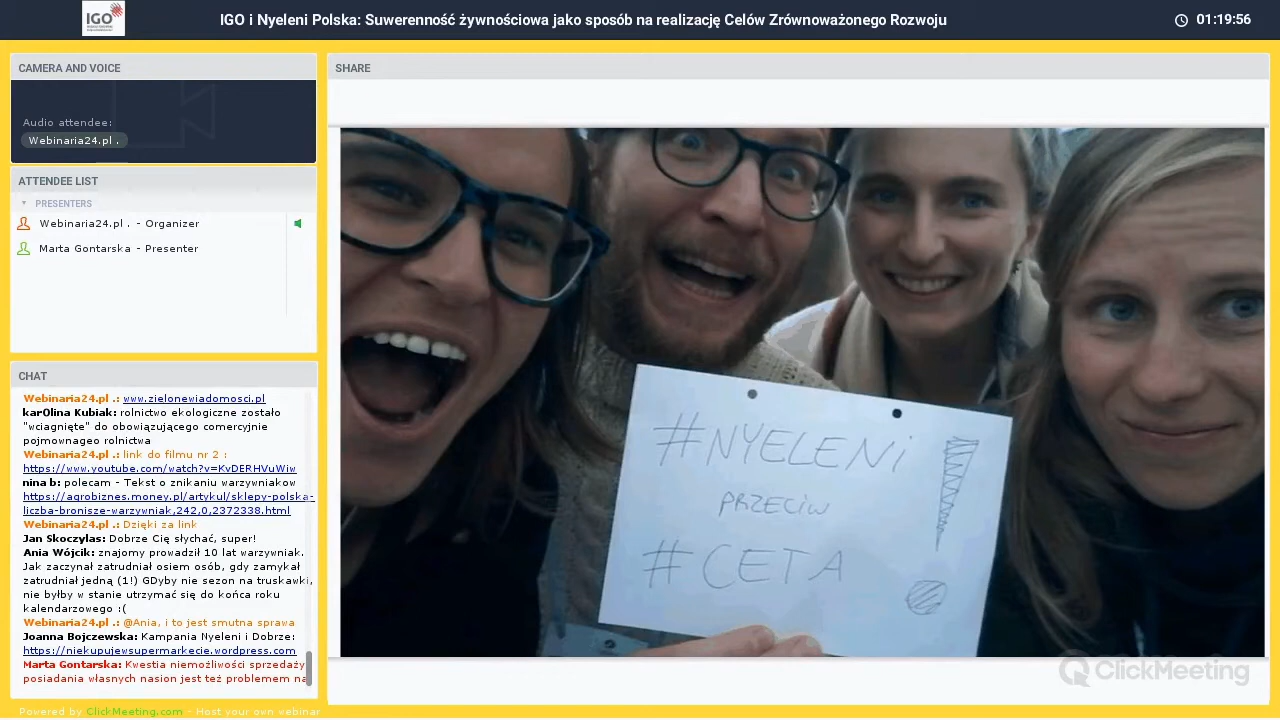 IGO
IGO i Nyeleni Polska: Suwerenność żywnościowa jako sposób na realizację Celów Zrównoważonego Rozwoju
01:19:56
CAMERA AND VOICE
Audio attendee:
Webinaria24.pl .
ATTENDEE LIST
PRESENTERS
Webinaria24.pl . - Organizer
Marta Gontarska - Presenter
CHAT
Webinaria24.pl .: www.zielonewiadomosci.pl
kar0lina Kubiak: rolnictwo ekologiczne zostało
"wciagnięte" do obowiązującego comercyjnie
pojmownageo rolnictwa
Webinaria24.pl .: link do filmu nr 2 :
https://www.youtube.com/watch?v=KvDERHVuWiw
nina b: polecam - Tekst o znikaniu warzywniakow
https://agrobiznes.money.pl/artykul/sklepy-polska-
liczba-bronisze-warzywniak,242,0,2372338.html
Webinaria24.pl .: Dzięki za link
Jan Skoczylas: Dobrze Cię słychać, super!
Ania Wójcik: znajomy prowadził 10 lat warzywniak.
Jak zaczynał zatrudniał osiem osób, gdy zamykał
zatrudniał jedną (1!) GDyby nie sezon na truskawki,
nie byłby w stanie utrzymać się do końca roku
kalendarzowego :(
Webinaria24.pl .: @Ania, i to jest smutna sprawa
Joanna Bojczewska: Kampania Nyeleni i Dobrze:
https://niekupujewsupermarkecie.wordpress.com
Marta Gontarska: Kwestia niemożliwości sprzedaży
posiadania własnych nasion jest też problemem na
Powered by ClickMeeting.com - Host your own webinar
SHARE
#NYELENi
PRZECIW
#CETA
!
ClickMeeting